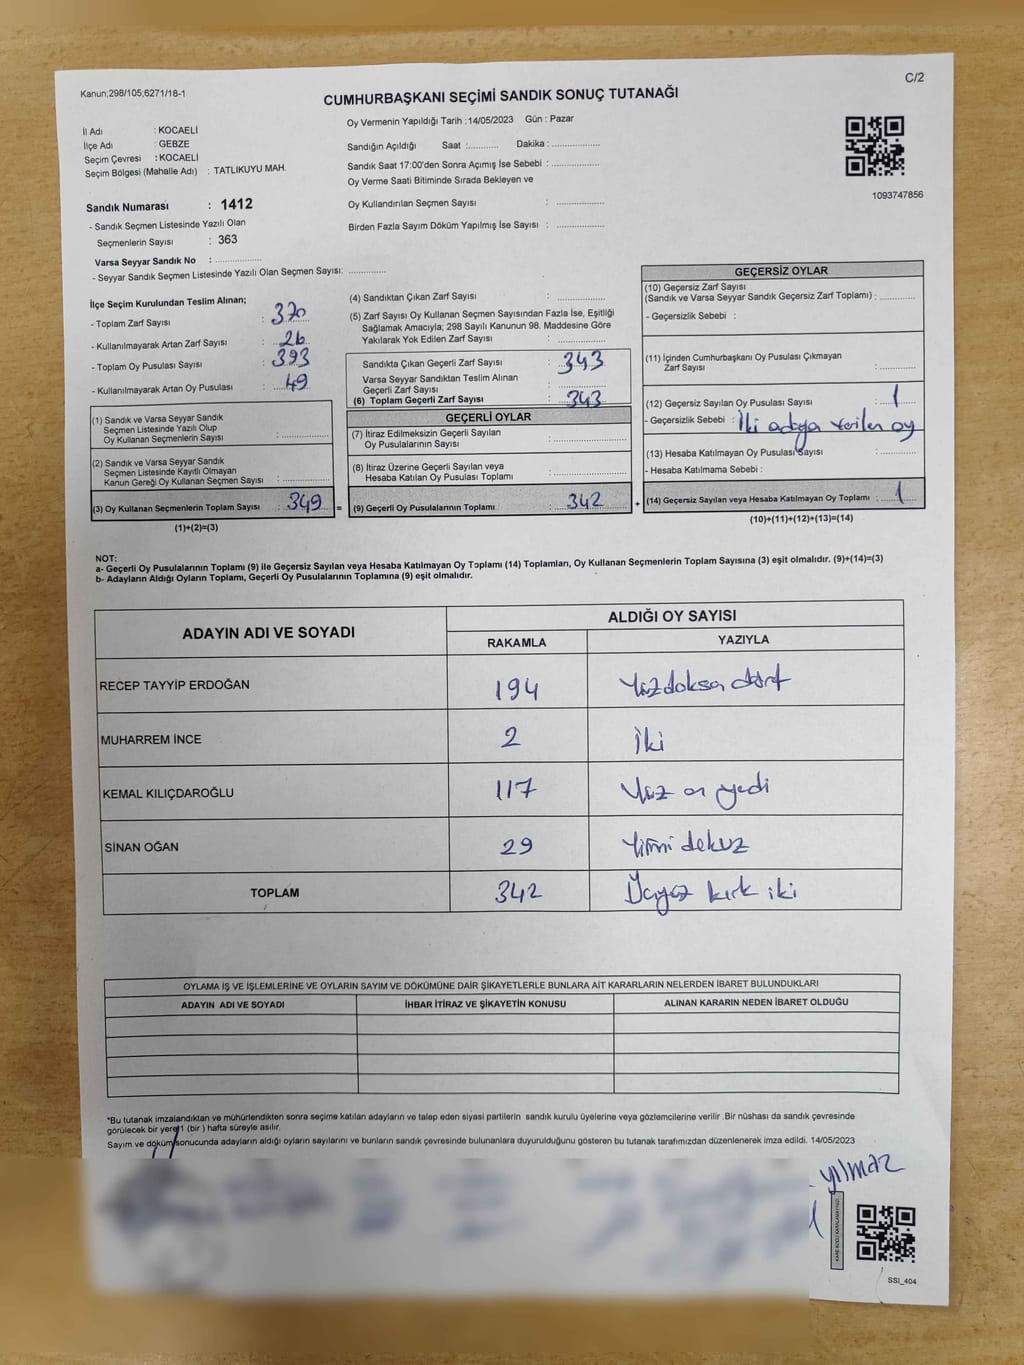 Kanun;298/105;6271/18-1
C/2
CUMHURBAŞKANI SEÇİMİ SANDIK SONUÇ TUTANAĞI
İl Adı : KOCAELİ
İlçe Adı : GEBZE
Seçim Çevresi : KOCAELİ
Seçim Bölgesi (Mahalle Adı) : TATLIKUYU MAH.
Sandık Numarası : 1412
- Sandık Seçmen Listesinde Yazılı Olan
Seçmenlerin Sayısı : 363
Varsa Seyyar Sandık No : ................
- Seyyar Sandık Seçmen Listesinde Yazılı Olan Seçmen Sayısı: ............
Oy Vermenin Yapıldığı Tarih :14/05/2023 Gün : Pazar
Sandığın Açıldığı Saat :.......... Dakika : ................
Sandık Saat 17:00'den Sonra Açımış İse Sebebi : ................
Oy Verme Saati Bitiminde Sırada Bekleyen ve
Oy Kullandırılan Seçmen Sayısı : ................
Birden Fazla Sayım Döküm Yapılmış İse Sayısı : ................
1093747856
İlçe Seçim Kurulundan Teslim Alınan;
- Toplam Zarf Sayısı : 370
- Kullanılmayarak Artan Zarf Sayısı : 26
- Toplam Oy Pusulası Sayısı : 393
- Kullanılmayarak Artan Oy Pusulası : 49
(1) Sandık ve Varsa Seyyar Sandık
Seçmen Listesinde Yazılı Olup
Oy Kullanan Seçmenlerin Sayısı : ................
(2) Sandık ve Varsa Seyyar Sandık
Seçmen Listesinde Kayıtlı Olmayan
Kanun Gereği Oy Kullanan Seçmen Sayısı : ................
(3) Oy Kullanan Seçmenlerin Toplam Sayısı : 349 =
(1)+(2)=(3)
(4) Sandıktan Çıkan Zarf Sayısı : ................
(5) Zarf Sayısı Oy Kullanan Seçmen Sayısından Fazla İse, Eşitliği
Sağlamak Amacıyla; 298 Sayılı Kanunun 98. Maddesine Göre
Yakılarak Yok Edilen Zarf Sayısı : ................
Sandıkta Çıkan Geçerli Zarf Sayısı : 343
Varsa Seyyar Sandıktan Teslim Alınan
Geçerli Zarf Sayısı : ................
(6) Toplam Geçerli Zarf Sayısı : 343
GEÇERLİ OYLAR
(7) İtiraz Edilmeksizin Geçerli Sayılan
Oy Pusulalarının Sayısı : ................
(8) İtiraz Üzerine Geçerli Sayılan veya
Hesaba Katılan Oy Pusulası Toplamı : ................
(9) Geçerli Oy Pusulalarının Toplamı : 342 +
GEÇERSİZ OYLAR
(10) Geçersiz Zarf Sayısı
(Sandık ve Varsa Seyyar Sandık Geçersiz Zarf Toplamı) : ............
- Geçersizlik Sebebi :
(11) İçinden Cumhurbaşkanı Oy Pusulası Çıkmayan
Zarf Sayısı : ............
(12) Geçersiz Sayılan Oy Pusulası Sayısı : 1
- Geçersizlik Sebebi : İki adaya verilen oy
(13) Hesaba Katılmayan Oy Pusulası Sayısı : ............
- Hesaba Katılmama Sebebi :
(14) Geçersiz Sayılan veya Hesaba Katılmayan Oy Toplamı : 1
(10)+(11)+(12)+(13)=(14)
NOT:
a- Geçerli Oy Pusulalarının Toplamı (9) ile Geçersiz Sayılan veya Hesaba Katılmayan Oy Toplamı (14) Toplamları, Oy Kullanan Seçmenlerin Toplam Sayısına (3) eşit olmalıdır. (9)+(14)=(3)
b- Adayların Aldığı Oyların Toplamı, Geçerli Oy Pusulalarının Toplamına (9) eşit olmalıdır.
ADAYIN ADI VE SOYADI ALDIĞI OY SAYISI
RAKAMLA YAZIYLA
RECEP TAYYİP ERDOĞAN 194 Yüzdoksan dört
MUHARREM İNCE 2 İki
KEMAL KILIÇDAROĞLU 117 Yüz on yedi
SİNAN OĞAN 29 Yirmi dokuz
TOPLAM 342 Üçyüz kırk iki
OYLAMA İŞ VE İŞLEMLERİNE VE OYLARIN SAYIM VE DÖKÜMÜNE DAİR ŞİKAYETLERLE BUNLARA AİT KARARLARIN NELERDEN İBARET BULUNDUKLARI
ADAYIN ADI VE SOYADI İHBAR İTİRAZ VE ŞİKAYETİN KONUSU ALINAN KARARIN NEDEN İBARET OLDUĞU
*Bu tutanak imzalandıktan ve mühürlendikten sonra seçime katılan adayların ve talep eden siyasi partilerin sandık kurulu üyelerine veya gözlemcilerine verilir .Bir nüshası da sandık çevresinde
görülecek bir yere 1 (bir ) hafta süreyle asılır.
Sayım ve döküm sonucunda adayların aldığı oyların sayılarını ve bunların sandık çevresinde bulunanlara duyurulduğunu gösteren bu tutanak tarafımızdan düzenlenerek imza edildi. 14/05/2023
yılmaz
SSI_404